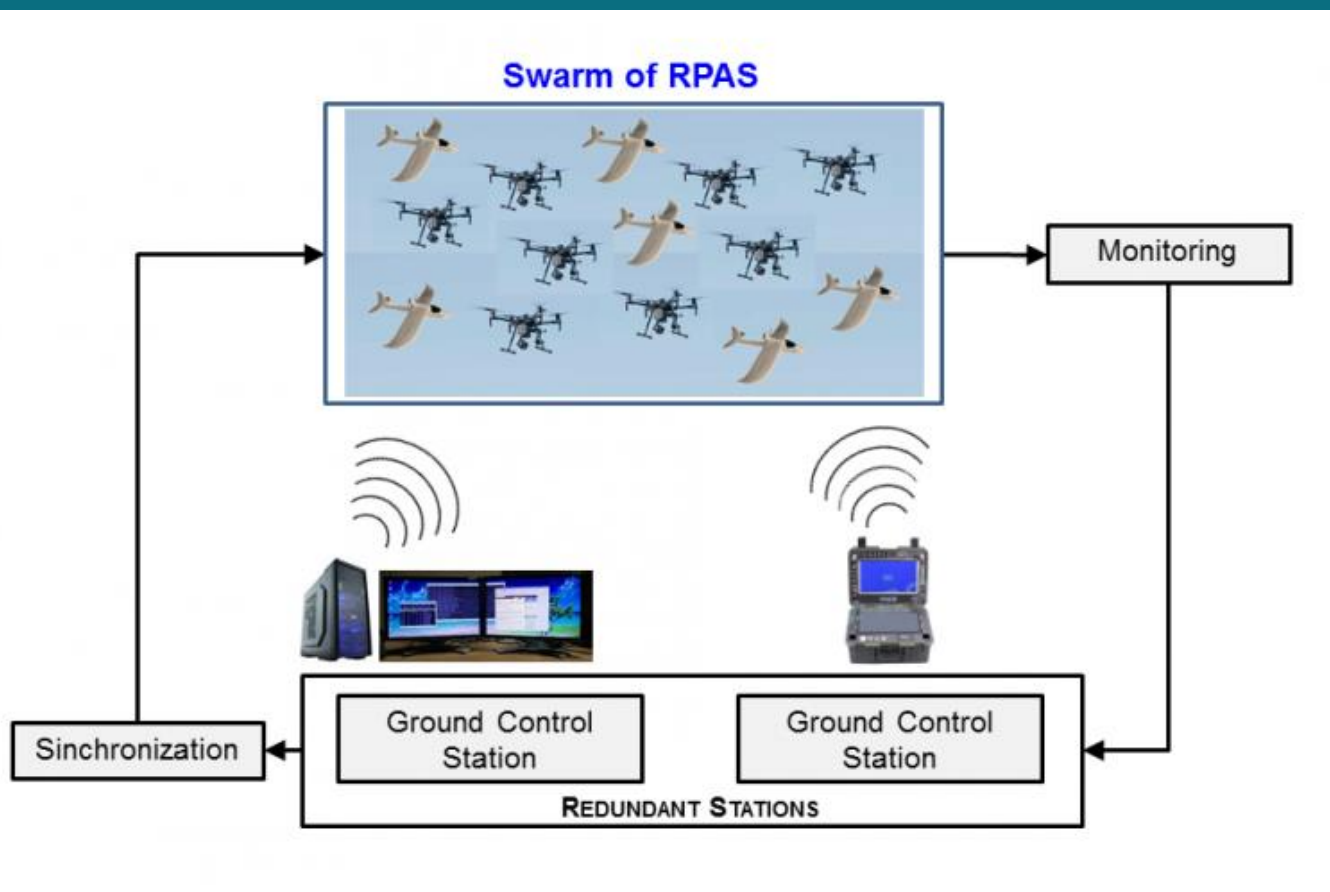 Swarm of RPAS
Monitoring
Sinchronization
Ground Control
Station
Ground Control
Station
REDUNDANT STATIONS